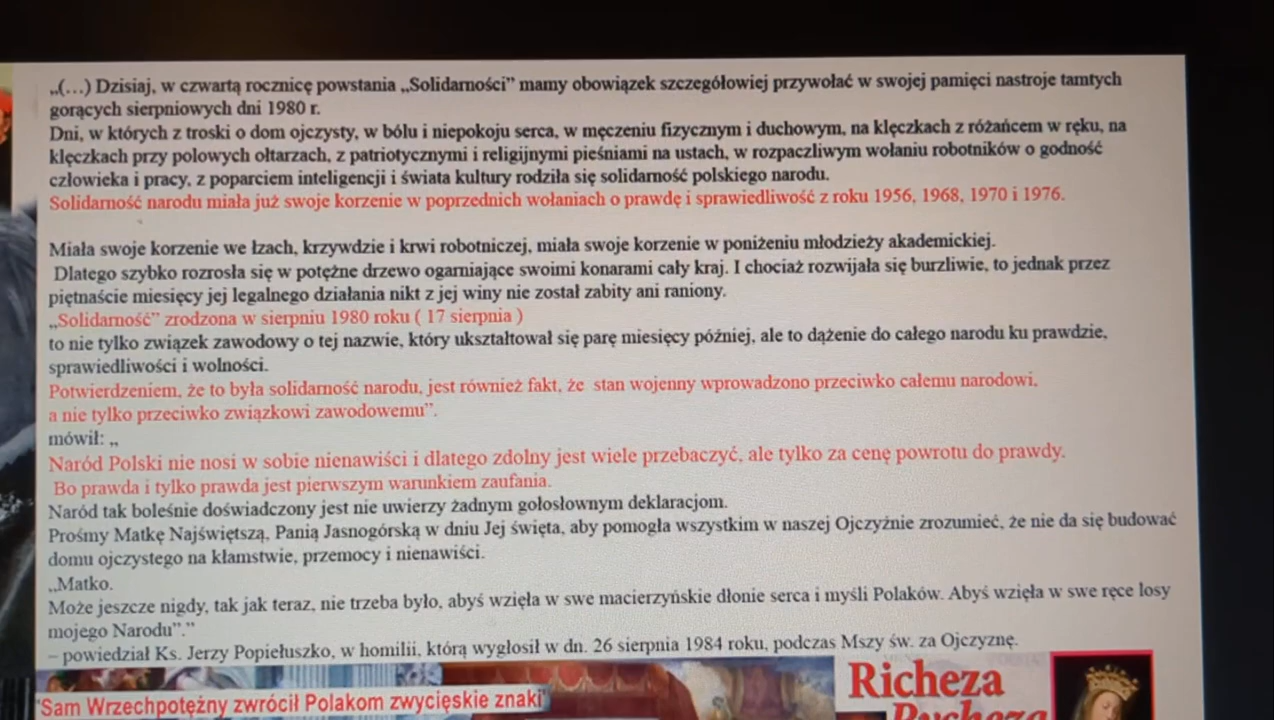 „(…) Dzisiaj, w czwartą rocznicę powstania „Solidarności” mamy obowiązek szczegółowiej przywołać w swojej pamięci nastroje tamtych
gorących sierpniowych dni 1980 r.
Dni, w których z troski o dom ojczysty, w bólu i niepokoju serca, w męczeniu fizycznym i duchowym, na klęczkach z różańcem w ręku, na
klęczkach przy polowych ołtarzach, z patriotycznymi i religijnymi pieśniami na ustach, w rozpaczliwym wołaniu robotników o godność
człowieka i pracy, z poparciem inteligencji i świata kultury rodziła się solidarność polskiego narodu.
Solidarność narodu miała już swoje korzenie w poprzednich wołaniach o prawdę i sprawiedliwość z roku 1956, 1968, 1970 i 1976.
Miała swoje korzenie we łzach, krzywdzie i krwi robotniczej, miała swoje korzenie w poniżeniu młodzieży akademickiej.
Dlatego szybko rozrosła się w potężne drzewo ogarniające swoimi konarami cały kraj. I chociaż rozwijała się burzliwie, to jednak przez
piętnaście miesięcy jej legalnego działania nikt z jej winy nie został zabity ani raniony.
„Solidarność” zrodzona w sierpniu 1980 roku ( 17 sierpnia )
to nie tylko związek zawodowy o tej nazwie, który ukształtował się parę miesięcy później, ale to dążenie do całego narodu ku prawdzie,
sprawiedliwości i wolności.
Potwierdzeniem, że to była solidarność narodu, jest również fakt, że stan wojenny wprowadzono przeciwko całemu narodowi,
a nie tylko przeciwko związkowi zawodowemu”.
mówił: „
Naród Polski nie nosi w sobie nienawiści i dlatego zdolny jest wiele przebaczyć, ale tylko za cenę powrotu do prawdy.
Bo prawda i tylko prawda jest pierwszym warunkiem zaufania.
Naród tak boleśnie doświadczony jest nie uwierzy żadnym gołosłownym deklaracjom.
Prośmy Matkę Najświętszą, Panią Jasnogórską w dniu Jej święta, aby pomogła wszystkim w naszej Ojczyźnie zrozumieć, że nie da się budować
domu ojczystego na kłamstwie, przemocy i nienawiści.
„Matko.
Może jeszcze nigdy, tak jak teraz, nie trzeba było, abyś wzięła w swe macierzyńskie dłonie serca i myśli Polaków. Abyś wzięła w swe ręce losy
mojego Narodu”.”
– powiedział Ks. Jerzy Popiełuszko, w homilii, którą wygłosił w dn. 26 sierpnia 1984 roku, podczas Mszy św. za Ojczyznę.
"Sam Wrzechpotężny zwrócił Polakom zwycięskie znaki"
Richeza
Rycheza